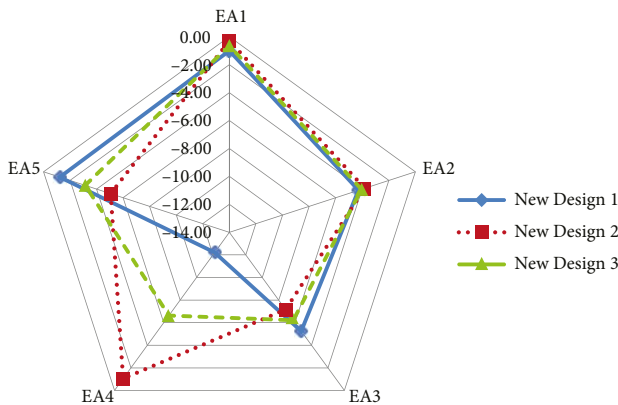 EA1
0.00
−2.00
−4.00
−6.00
−8.00
−10.00
−12.00
−14.00
EA2
EA3
EA4
EA5
New Design 1
New Design 2
New Design 3